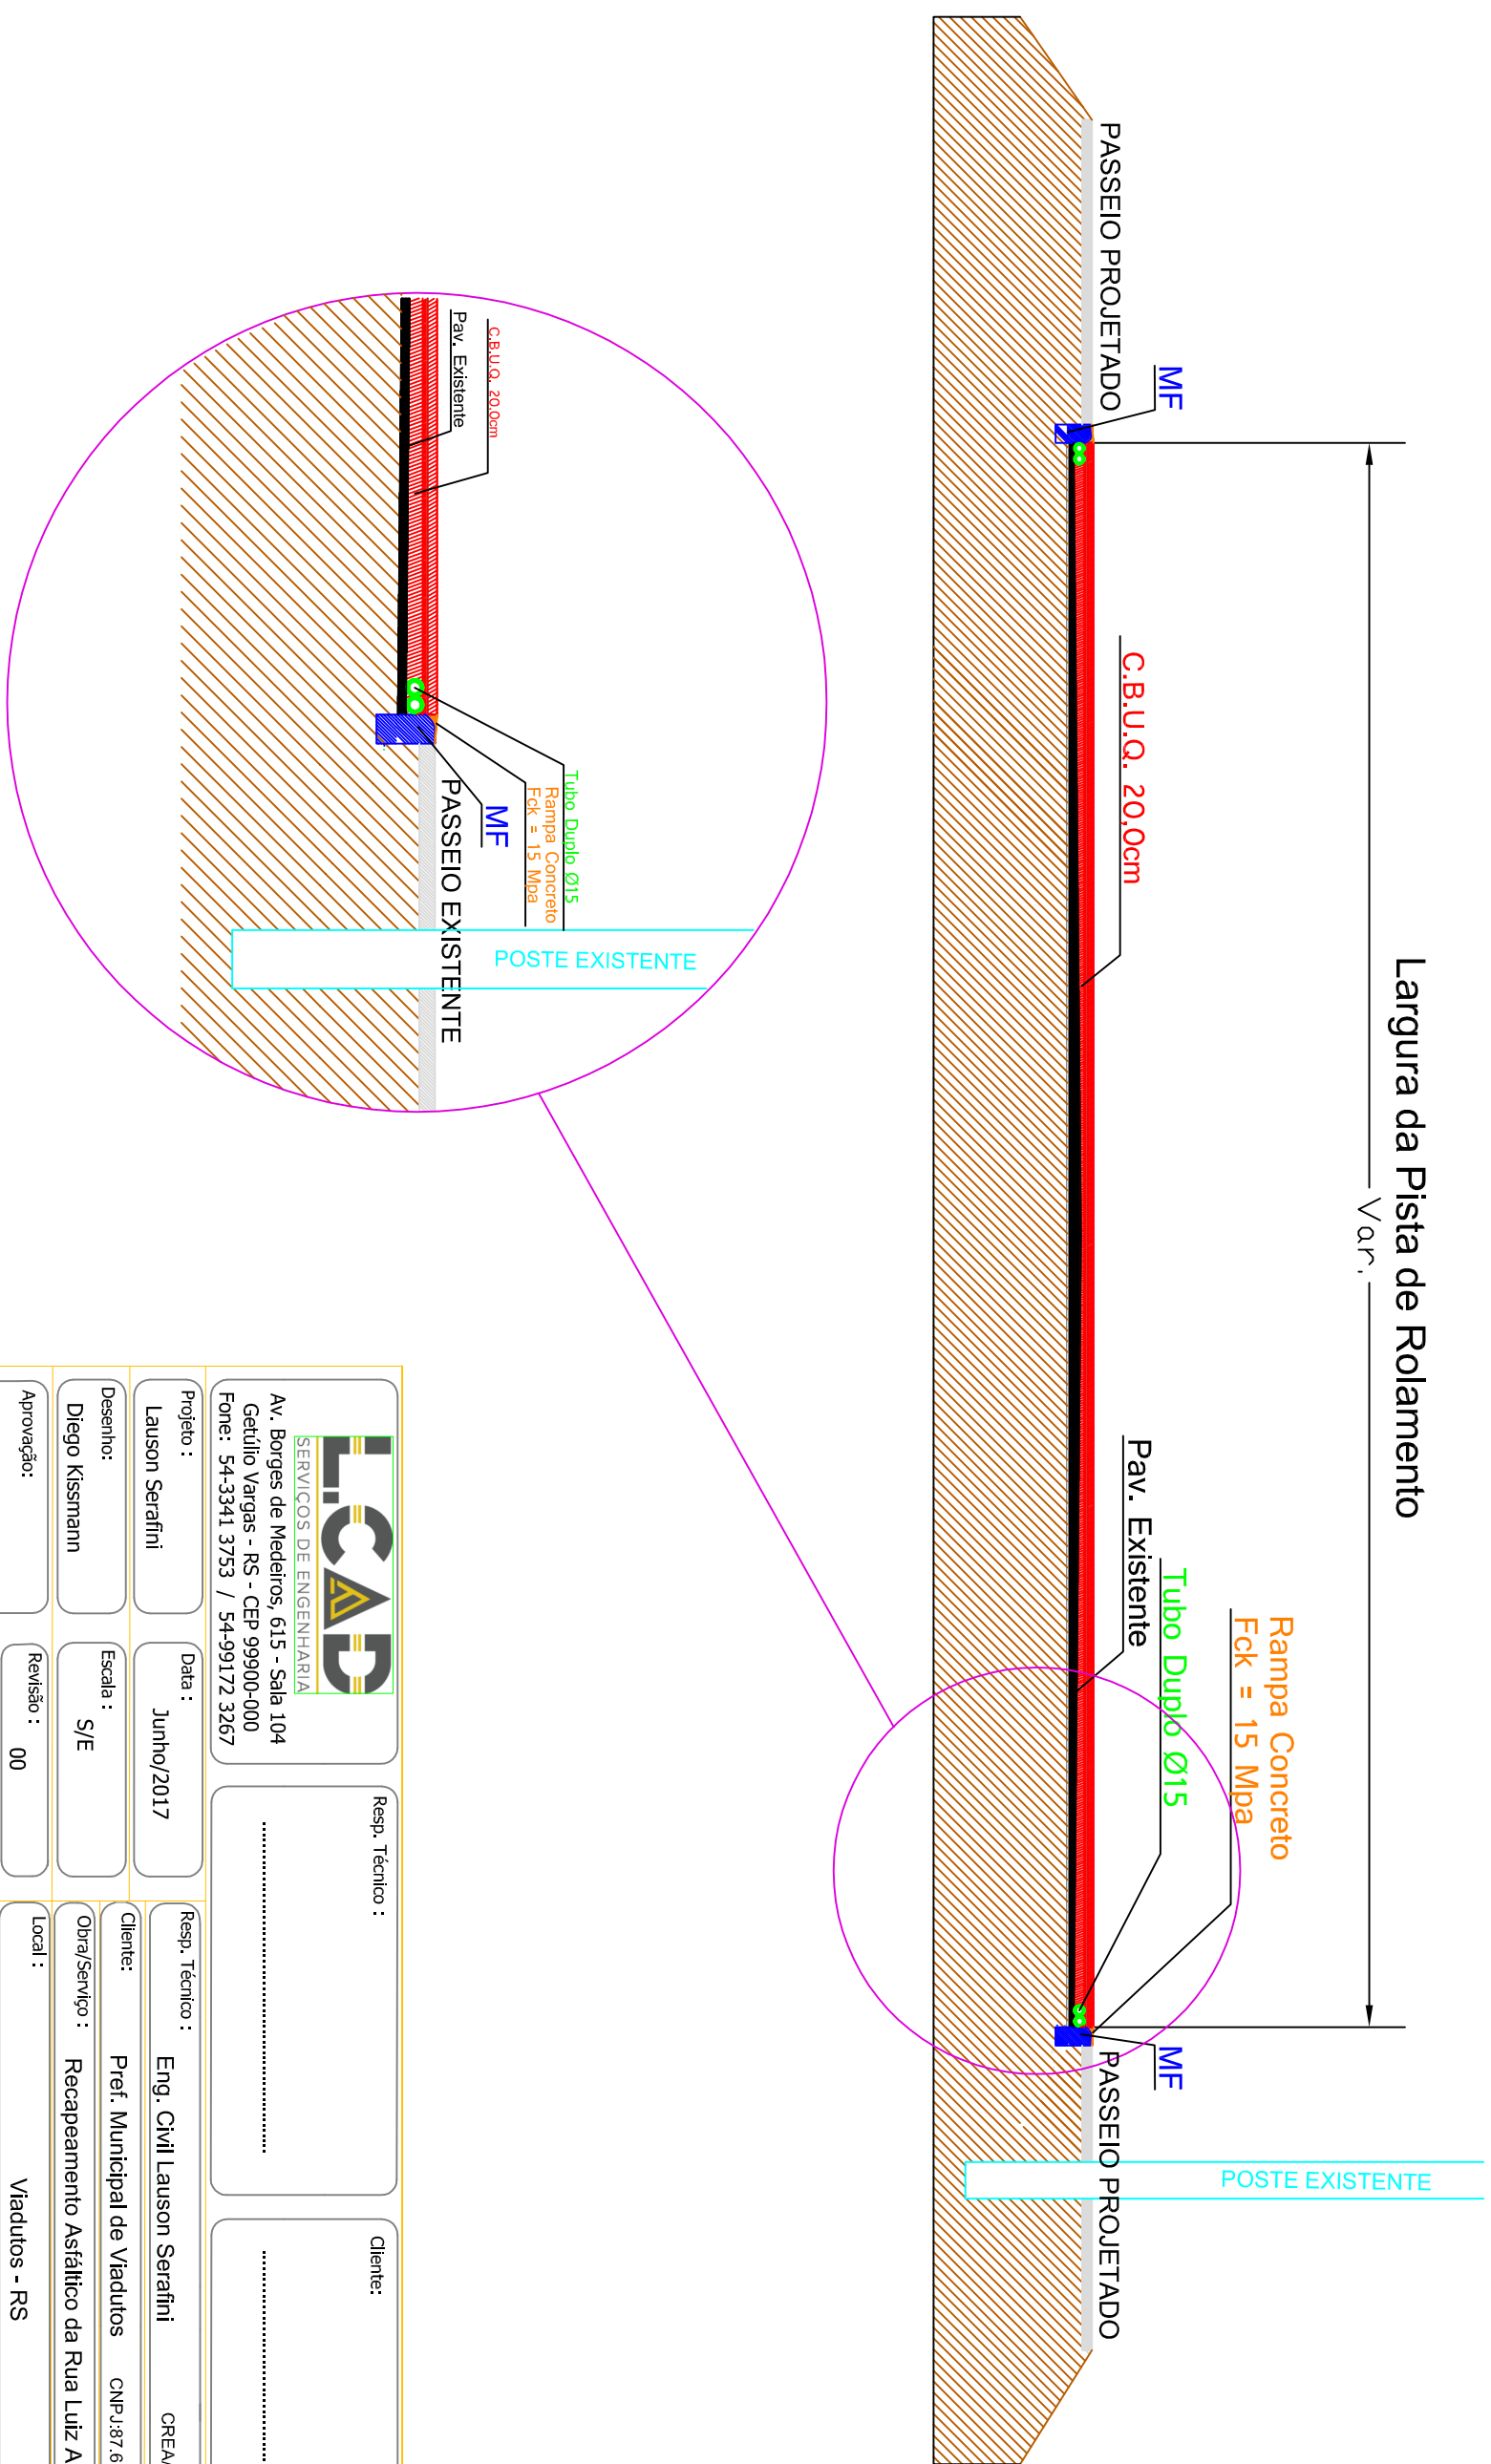 Largura da Pista de Rolamento
Var.
Rampa Concreto
Fck = 15 Mpa
Tubo Duplo Ø15
Pav. Existente
C.B.U.Q. 20,0cm
MF
PASSEIO PROJETADO
MF
PASSEIO PROJETADO
POSTE EXISTENTE
C.B.U.Q. 20,0cm
Pav. Existente
Tubo Duplo Ø15
Rampa Concreto
Fck = 15 Mpa
MF
PASSEIO EXISTENTE
POSTE EXISTENTE
L.CAD
SERVIÇOS DE ENGENHARIA
Av. Borges de Medeiros, 615 - Sala 104
Getúlio Vargas - RS - CEP 99900-000
Fone: 54-3341 3753 / 54-99172 3267
Resp. Técnico :
Cliente:
Projeto :
Lauson Serafini
Data :
Junho/2017
Desenho:
Diego Kissmann
Escala :
S/E
Aprovação:
Revisão :
00
Resp. Técnico :
Eng. Civil Lauson Serafini
CREA
Cliente:
Pref. Municipal de Viadutos
CNPJ:87.6
Obra/Serviço :
Recapeamento Asfáltico da Rua Luiz A
Local :
Viadutos - RS